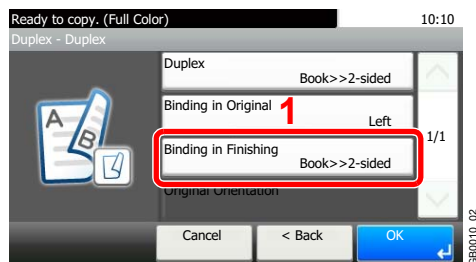 Ready to copy. (Full Color)
10:10
Duplex - Duplex
Duplex
Book>>2-sided
Binding in Original
1
Left
1/1
Binding in Finishing
Book>>2-sided
Original Orientation
A
B
Cancel
< Back
OK
GB0010_02